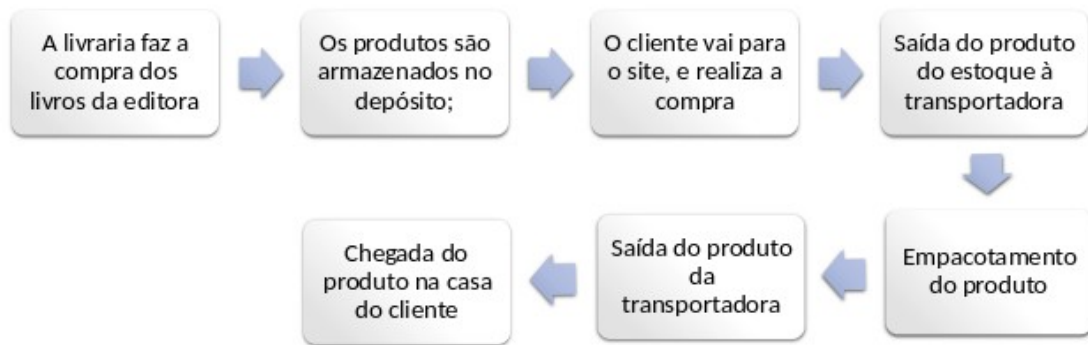 A livraria faz a
compra dos
livros da editora
Os produtos são
armazenados no
depósito;
O cliente vai para
o site, e realiza a
compra
Saída do produto
do estoque à
transportadora
Empacotamento
do produto
Saída do produto
da
transportadora
Chegada do
produto na casa
do cliente